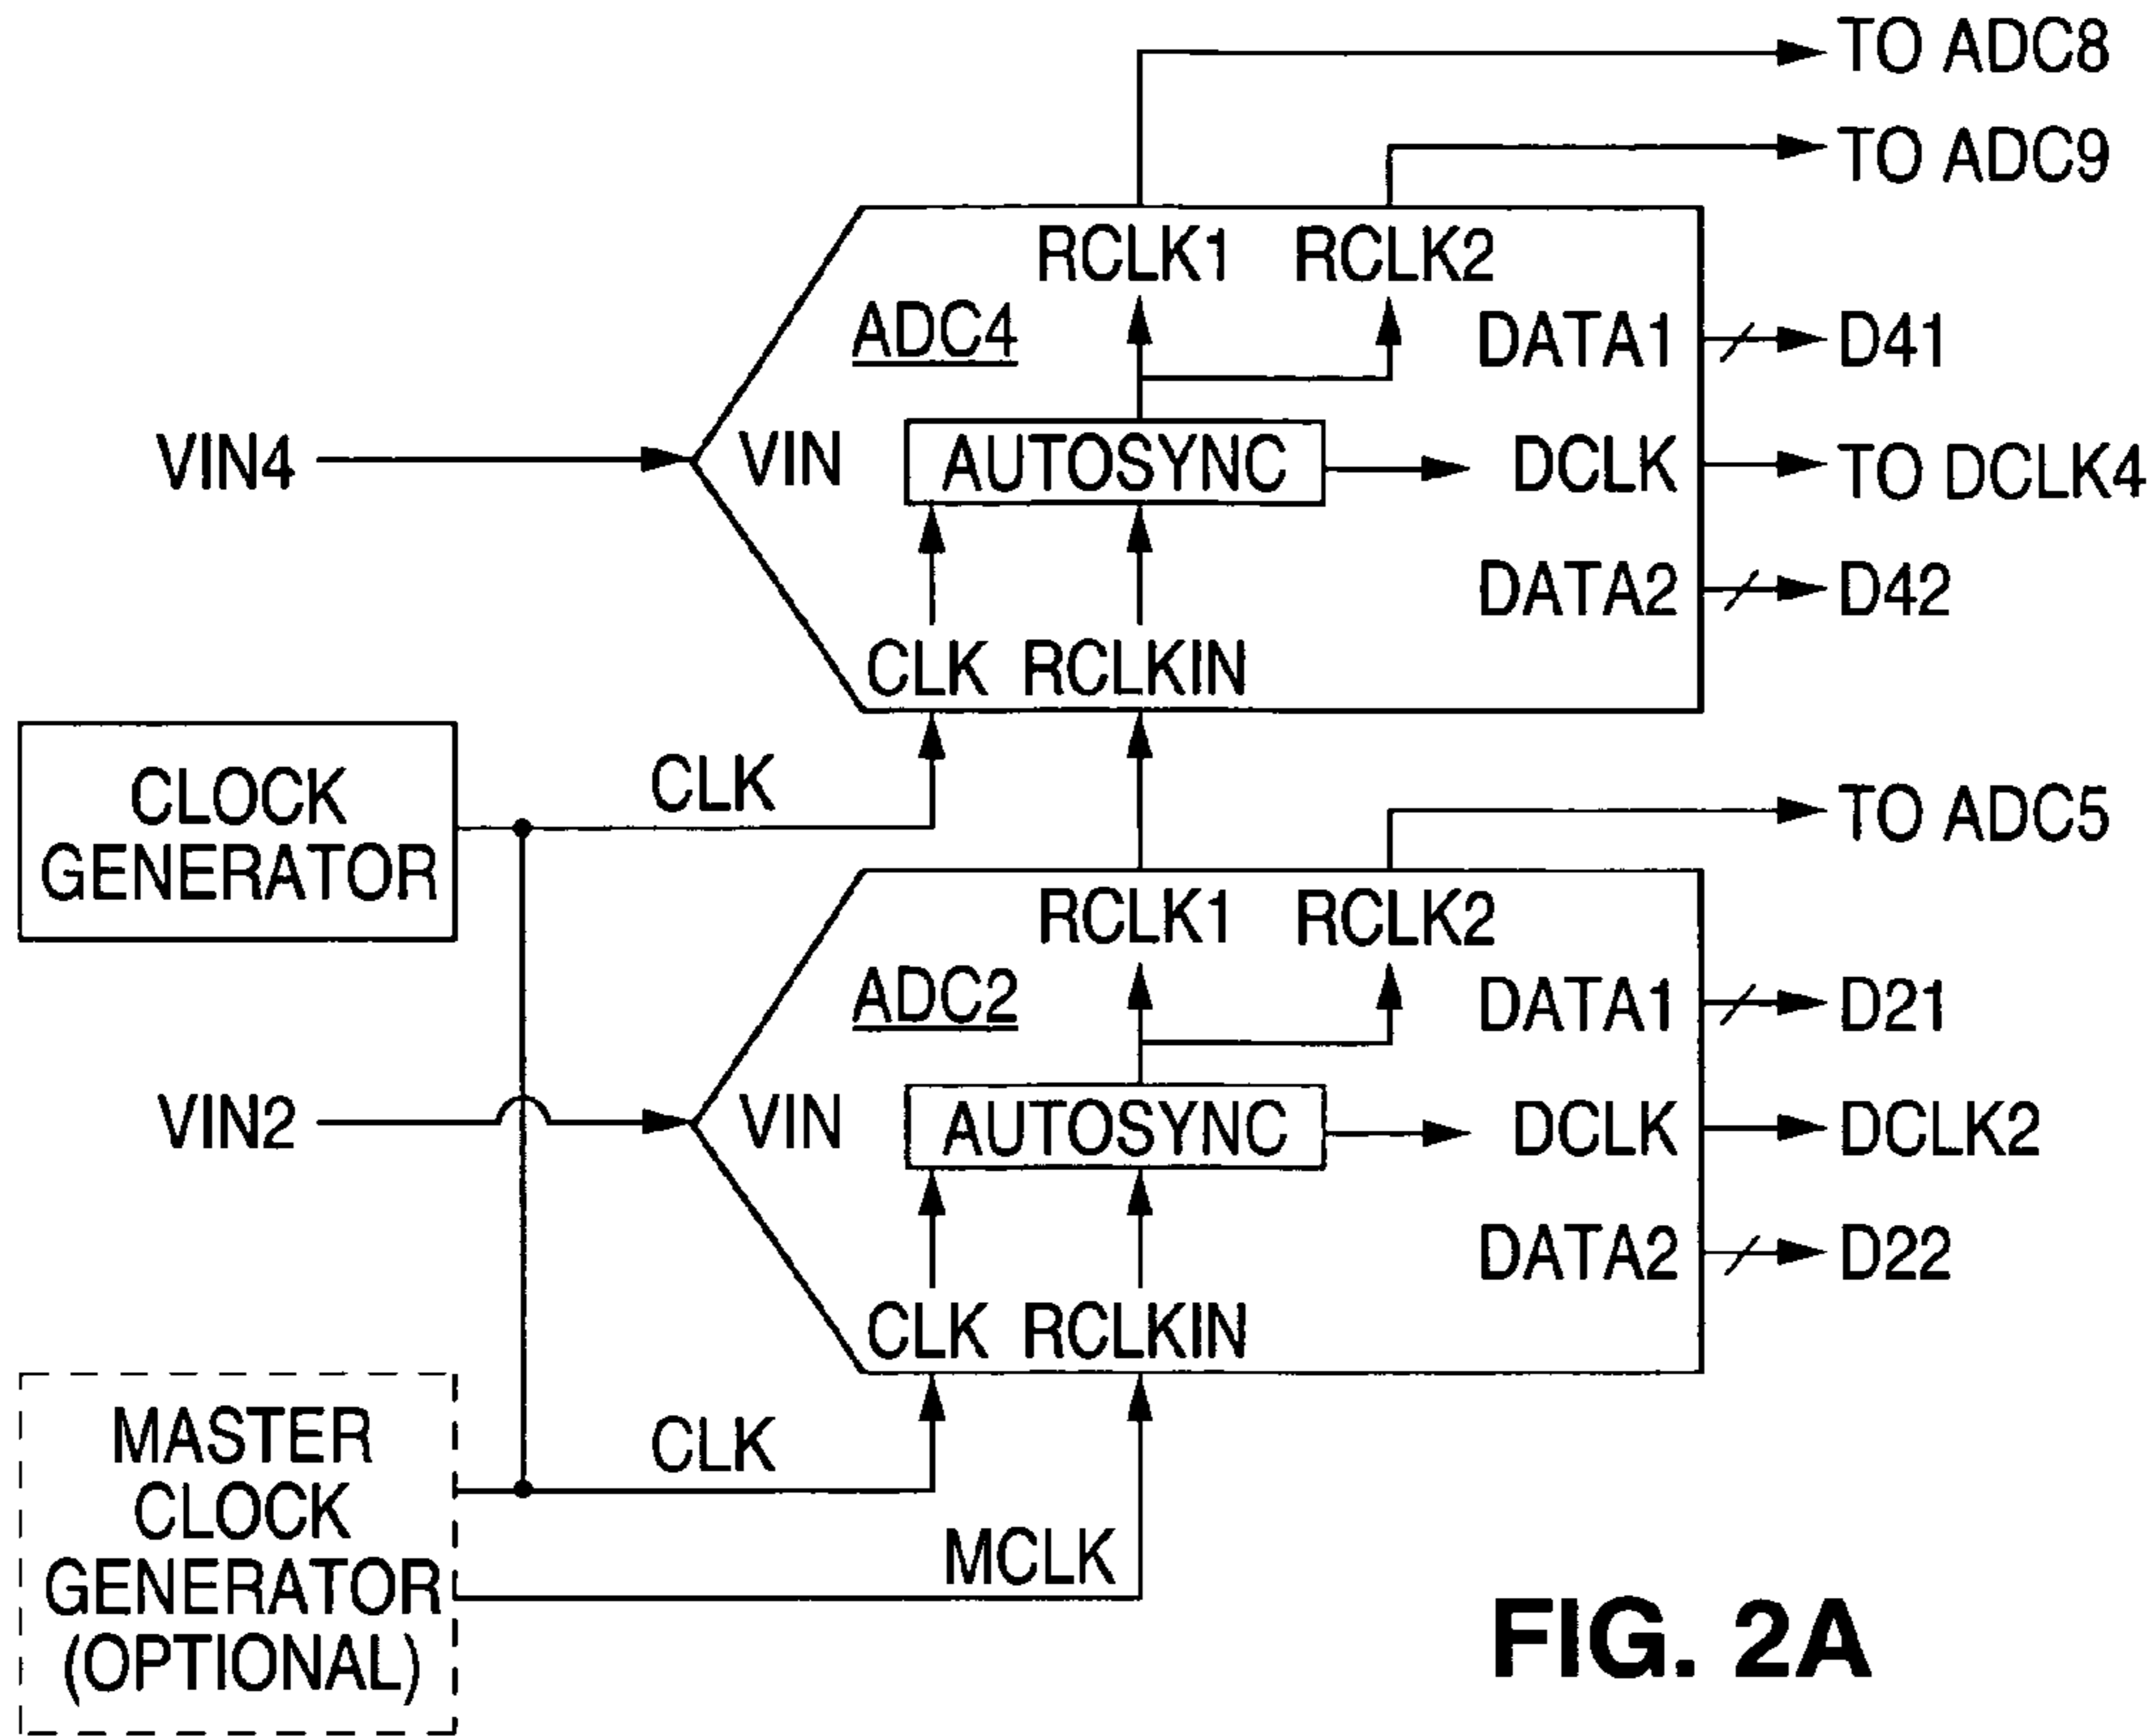 TO ADC8
TO ADC9
RCLK1 RCLK2
ADC4
DATA1
D41
VIN4
VIN
AUTOSYNC
DCLK
TO DCLK4
DATA2
D42
CLK RCLKIN
CLOCK
GENERATOR
CLK
TO ADC5
RCLK1 RCLK2
ADC2
DATA1
D21
VIN2
VIN
AUTOSYNC
DCLK
DCLK2
DATA2
D22
CLK RCLKIN
MASTER
CLOCK
GENERATOR
(OPTIONAL)
CLK
MCLK
FIG. 2A